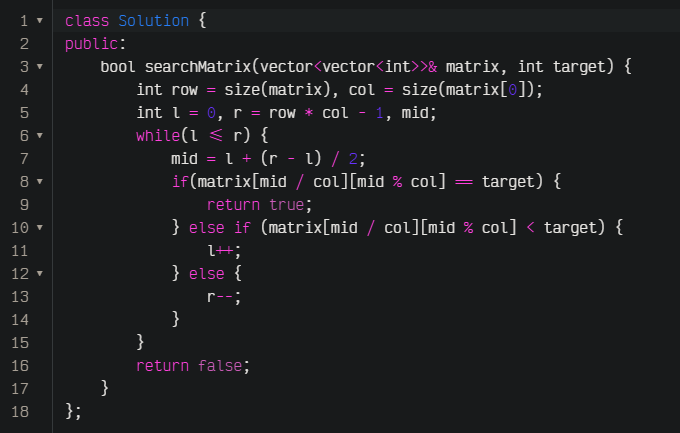 1 ▼ class Solution {
2 public:
3 ▼     bool searchMatrix(vector<vector<int>>& matrix, int target) {
4         int row = size(matrix), col = size(matrix[0]);
5         int l = 0, r = row * col - 1, mid;
6 ▼         while(l <= r) {
7             mid = l + (r - l) / 2;
8 ▼             if(matrix[mid / col][mid % col] == target) {
9                 return true;
10 ▼             } else if (matrix[mid / col][mid % col] < target) {
11                 l++;
12 ▼             } else {
13                 r--;
14             }
15         }
16         return false;
17     }
18 };